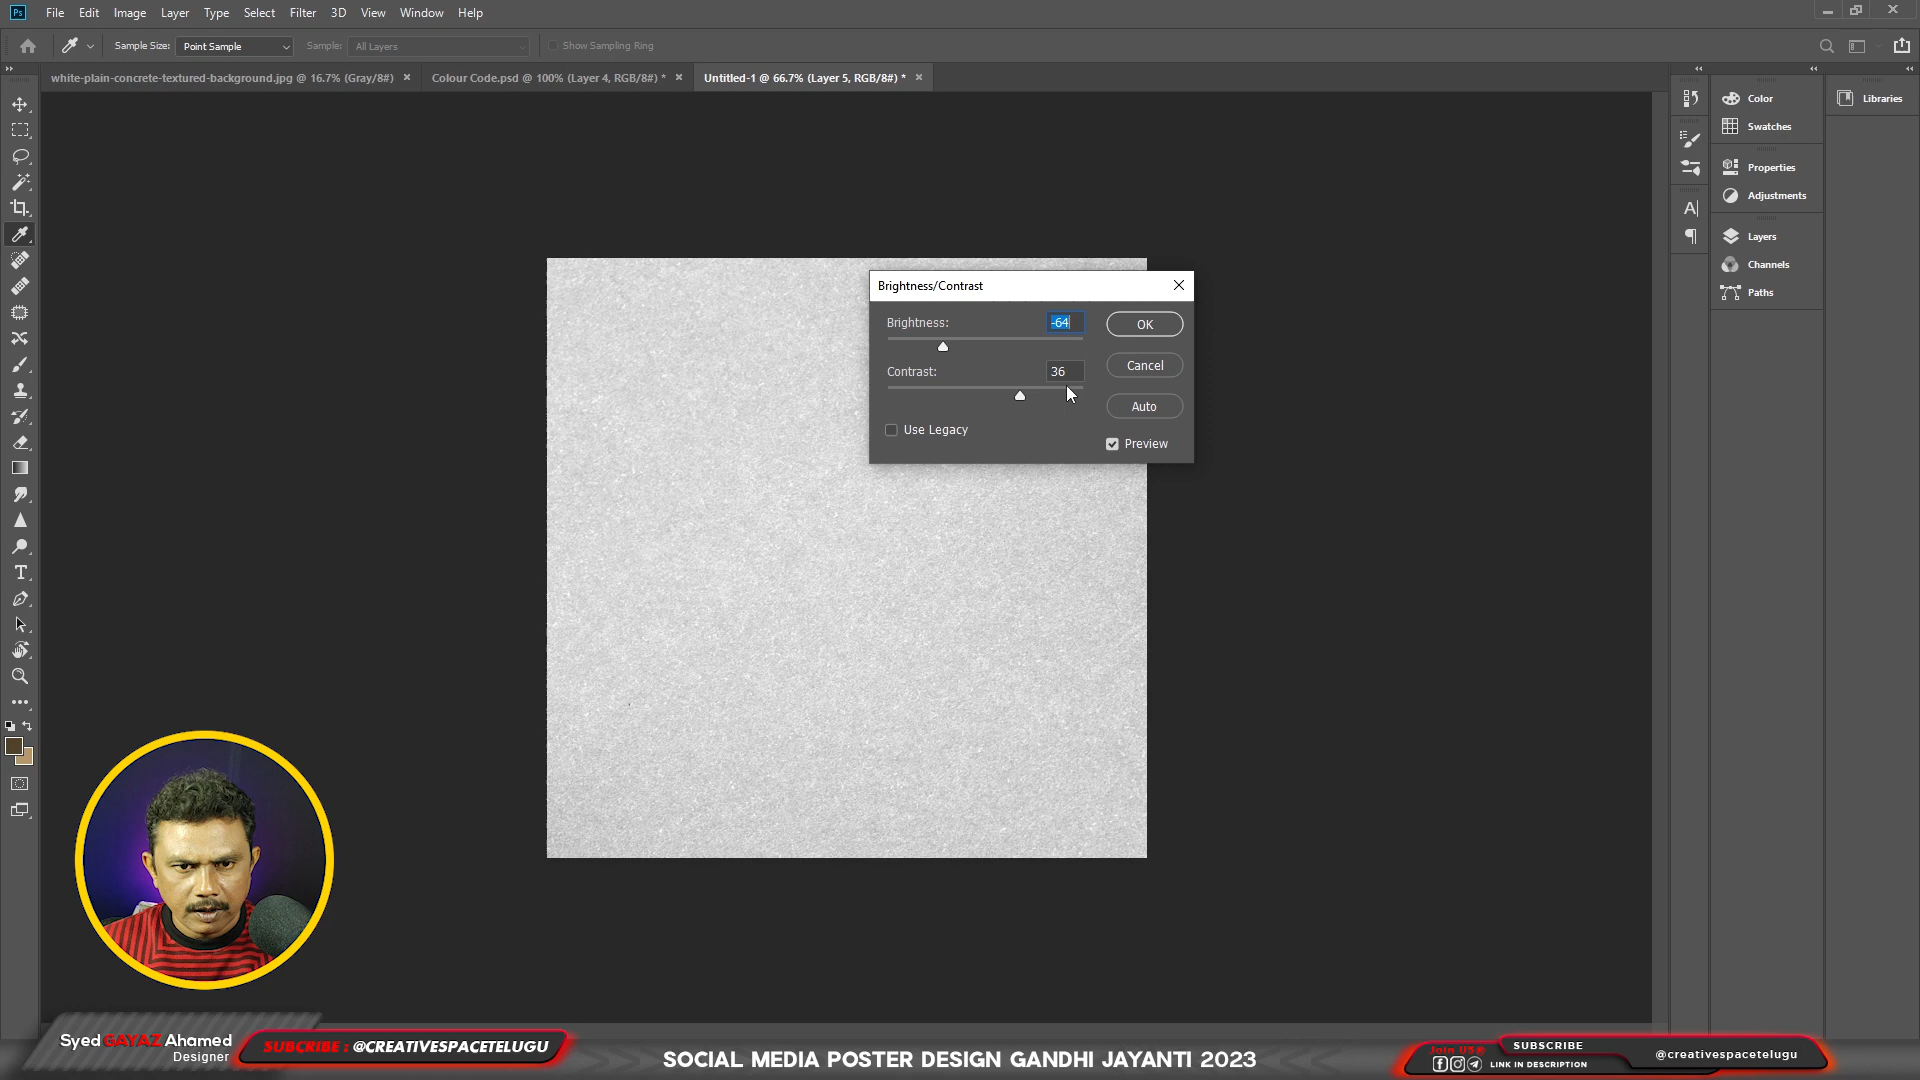 Ps File Edit Image Layer Type Select Filter 3D View Window Help
Sample Size: Point Sample Sample: All Layers Show Sampling Ring
white-plain-concrete-textured-background.jpg @ 16.7% (Gray/8#) × Colour Code.psd @ 100% (Layer 4, RGB/8#) * × Untitled-1 @ 66.7% (Layer 5, RGB/8#) * ×
Color
Libraries
Swatches
Properties
Adjustments
Layers
Channels
Paths
Brightness/Contrast
Brightness: -64
OK
Contrast: 36
Cancel
Auto
Use Legacy
Preview
Syed GAYAZ Ahamed
Designer
SUBCRIBE : @CREATIVESPACETELUGU
SOCIAL MEDIA POSTER DESIGN GANDHI JAYANTI 2023
Join US@
SUBSCRIBE
LINK IN DESCRIPTION
@creativespacetelugu